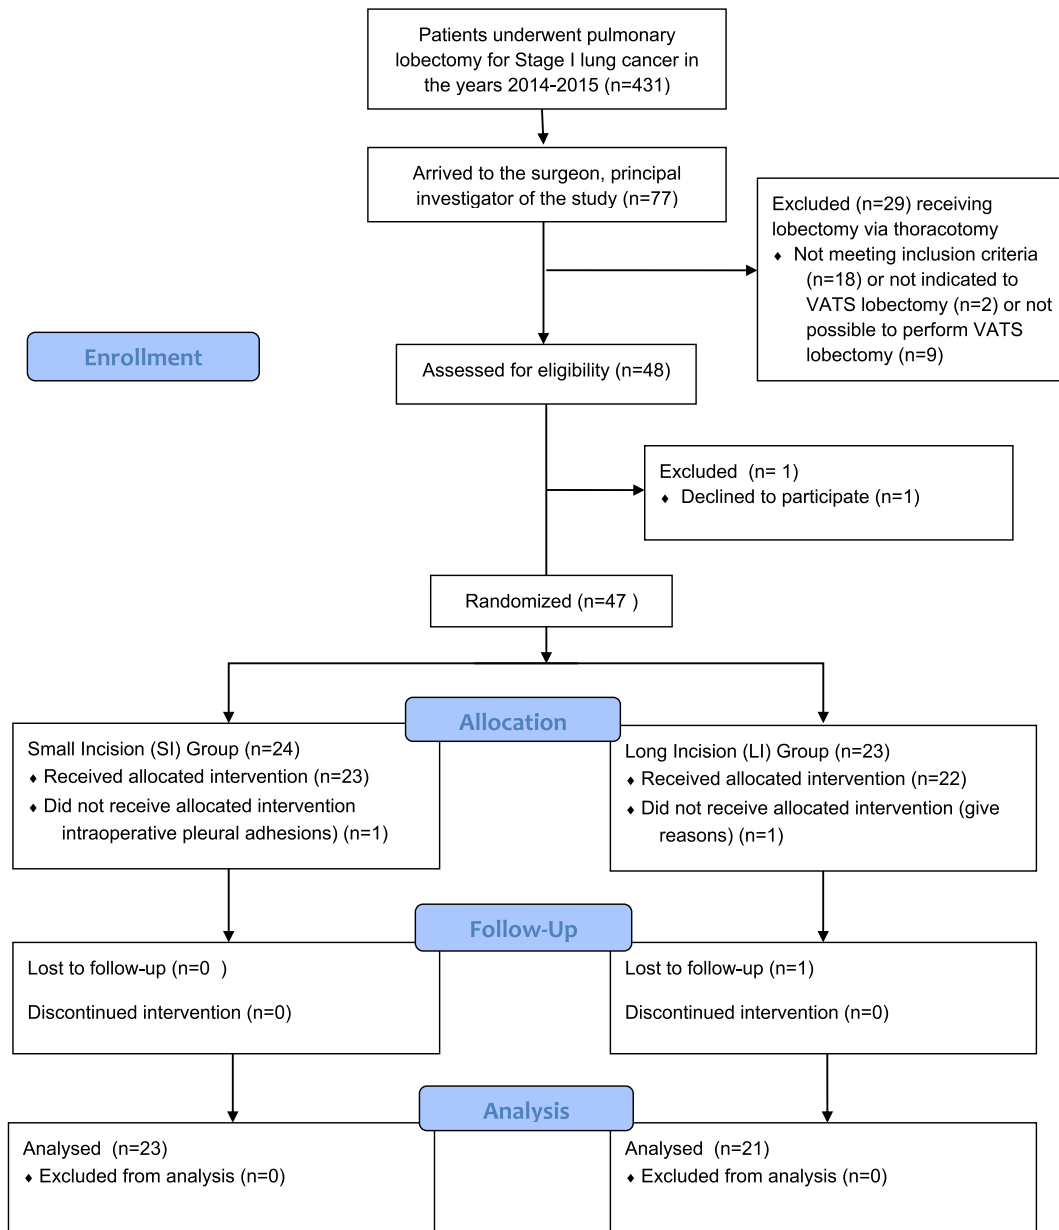 Patients underwent pulmonary
lobectomy for Stage I lung cancer in
the years 2014-2015 (n=431)
Arrived to the surgeon, principal
investigator of the study (n=77)
Excluded (n=29) receiving
lobectomy via thoracotomy
♦ Not meeting inclusion criteria
(n=18) or not indicated to
VATS lobectomy (n=2) or not
possible to perform VATS
lobectomy (n=9)
Enrollment
Assessed for eligibility (n=48)
Excluded (n= 1)
♦ Declined to participate (n=1)
Randomized (n=47 )
Allocation
Small Incision (SI) Group (n=24)
♦ Received allocated intervention (n=23)
♦ Did not receive allocated intervention
intraoperative pleural adhesions) (n=1)
Long Incision (LI) Group (n=23)
♦ Received allocated intervention (n=22)
♦ Did not receive allocated intervention (give
reasons) (n=1)
Follow-Up
Lost to follow-up (n=0 )
Discontinued intervention (n=0)
Lost to follow-up (n=1)
Discontinued intervention (n=0)
Analysis
Analysed (n=23)
♦ Excluded from analysis (n=0)
Analysed (n=21)
♦ Excluded from analysis (n=0)